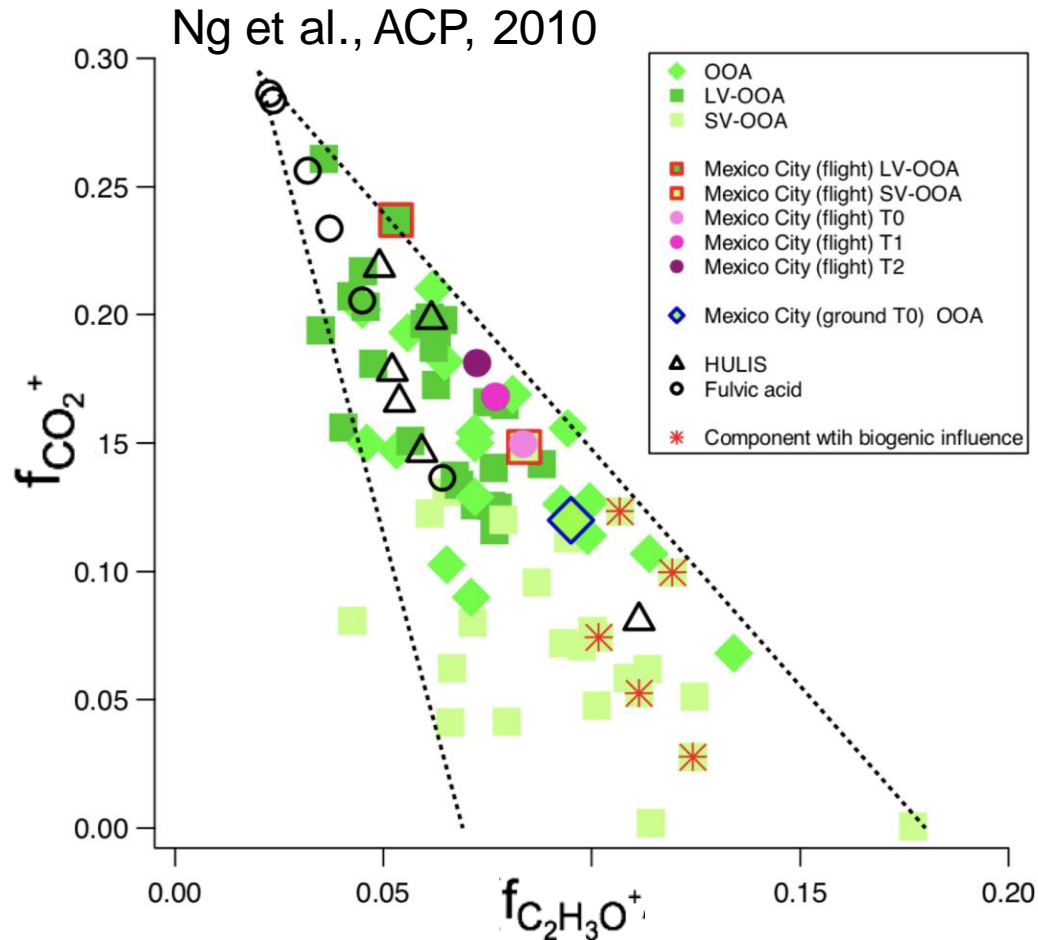 Ng et al., ACP, 2010
0.30
0.25
0.20
15
0.10
0.05
0.00
fCO2+
0.00
0.05
0.15
0.20
fC2H3O+
OOA
LV-OOA
SV-OOA
Mexico City (flight) LV-OOA
Mexico City (flight) SV-OOA
Mexico City (flight) T0
Mexico City (flight) T1
Mexico City (flight) T2
Mexico City (ground T0) OOA
HULIS
Fulvic acid
Component wtih biogenic influence